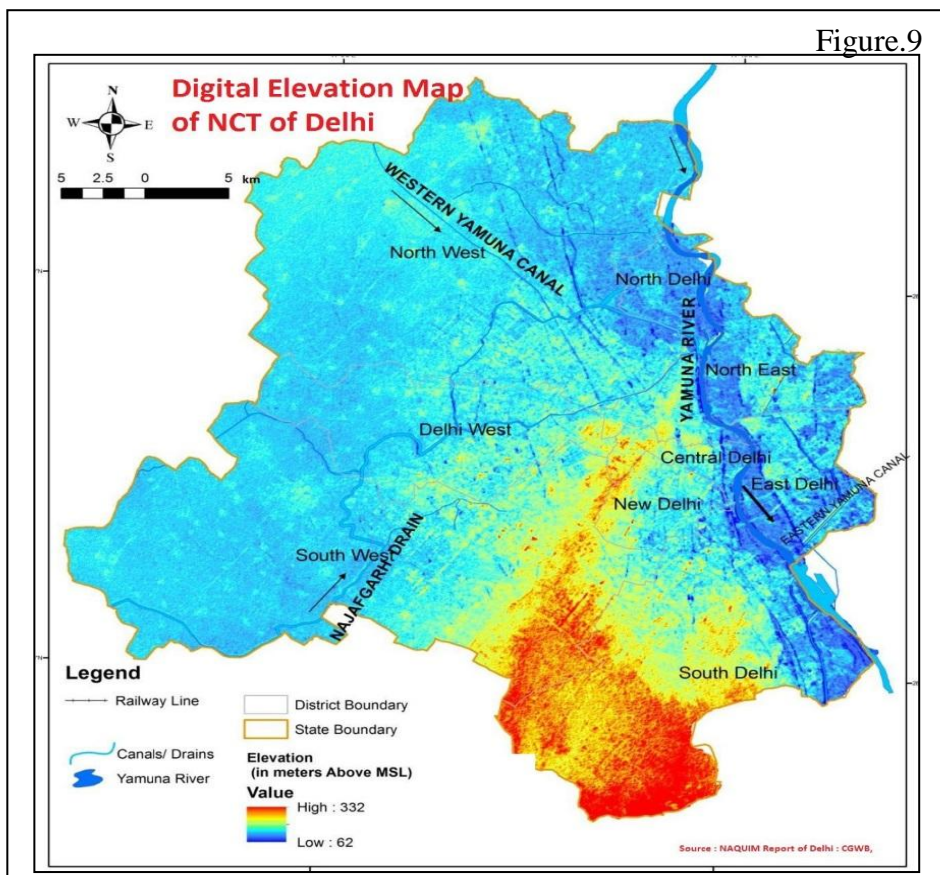 Figure.9
Digital Elevation Map
of NCT of Delhi
N
W
E
S
5 2.5 0 5 km
WESTERN YAMUNA CANAL
North West
North Delhi
YAMUNA RIVER
North East
Delhi West
Central Delhi
East Delhi
New Delhi
EASTERN YAMUNA CANAL
South West
NAJAFGARH DRAIN
South Delhi
Legend
Railway Line
Canals/ Drains
Yamuna River
District Boundary
State Boundary
Elevation
(in meters Above MSL)
Value
High : 332
Low : 62
Source : NAQUIM Report of Delhi : CGWB,